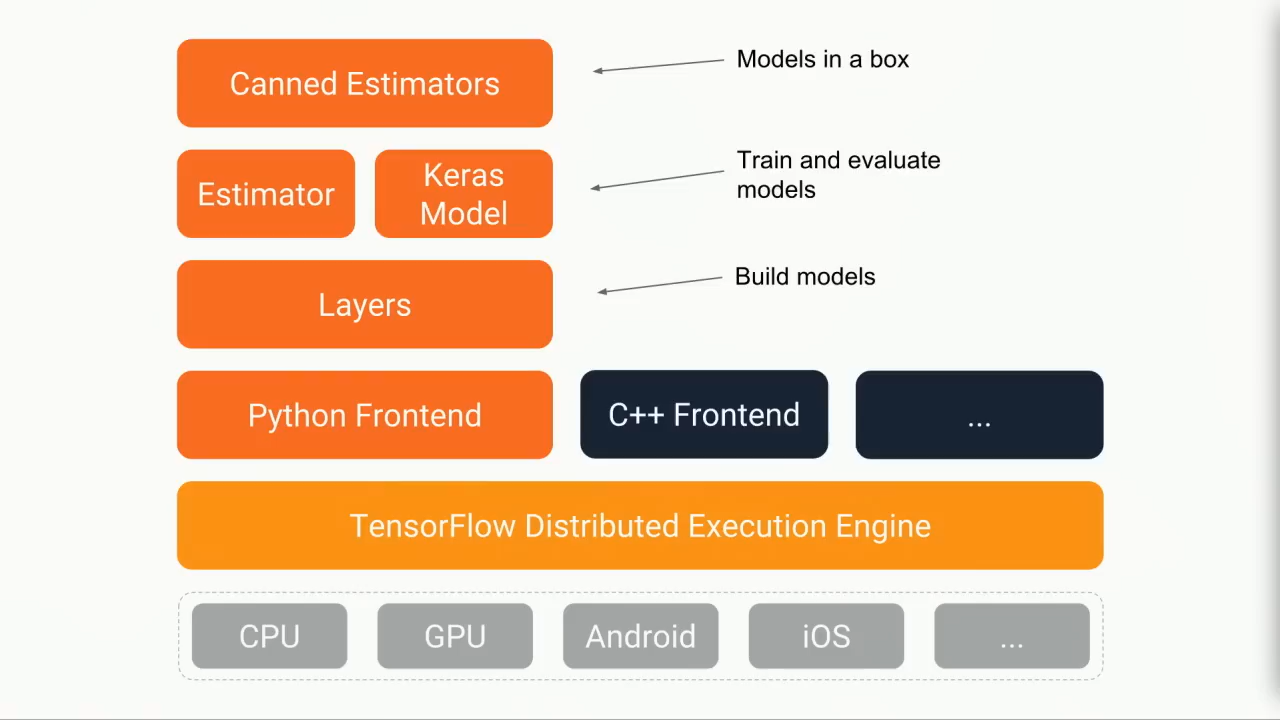 Canned Estimators
Models in a box
Estimator
Keras
Model
Train and evaluate
models
Layers
Build models
Python Frontend
C++ Frontend
...
TensorFlow Distributed Execution Engine
CPU
GPU
Android
iOS
...